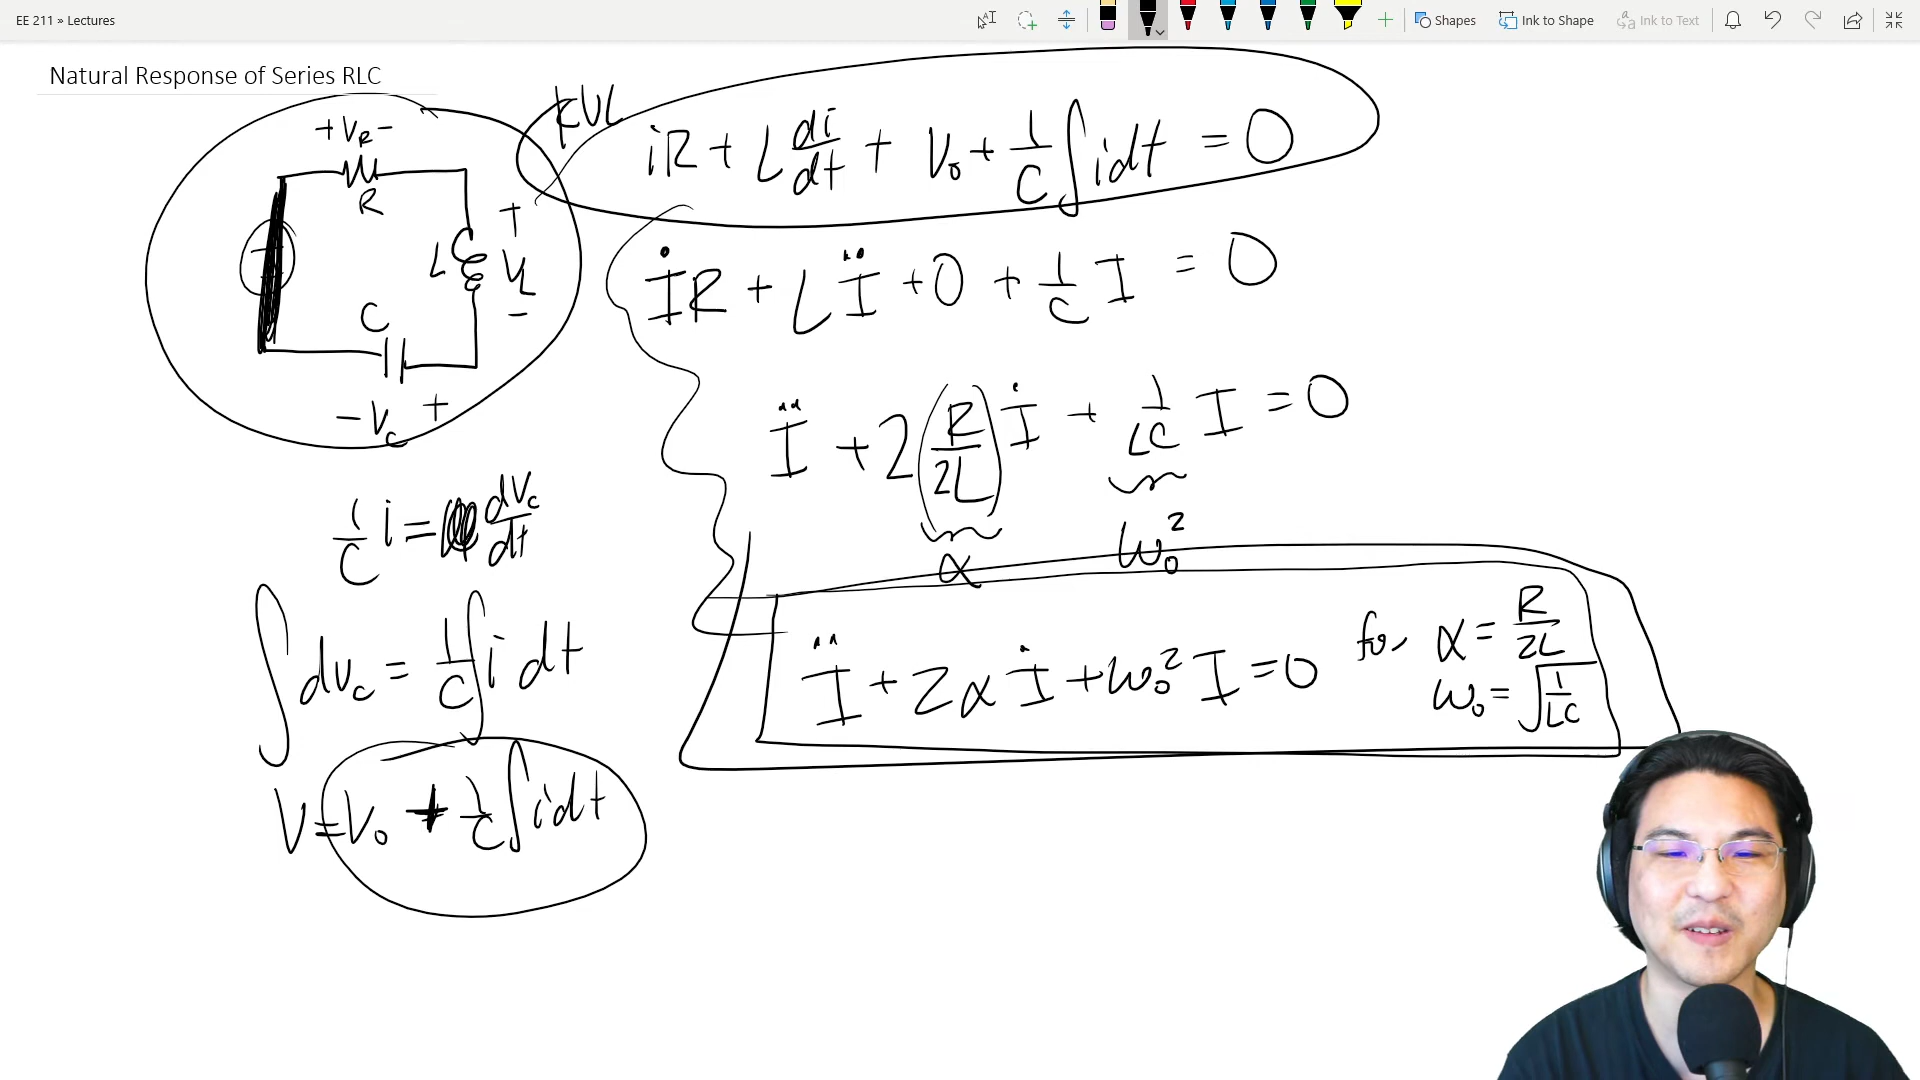 EE 211 » Lectures
Shapes
Ink to Shape
Ink to Text
Natural Response of Series RLC
+ V_R -
R
L
+
V_L
-
C
- V_c +
KVL
iR + L di/dt + V₀ + 1/C ∫ i dt = 0
İR + LÏ + 0 + 1/C I = 0
Ï + 2 (R/2L) İ + 1/LC I = 0
α
ω₀²
Ï + 2αİ + ω₀² I = 0 for α = R/2L
ω₀ = √(1/LC)
1/C i = dV_c/dt
∫ dv_c = 1/C ∫ i dt
V = V₀ + 1/C ∫ i dt